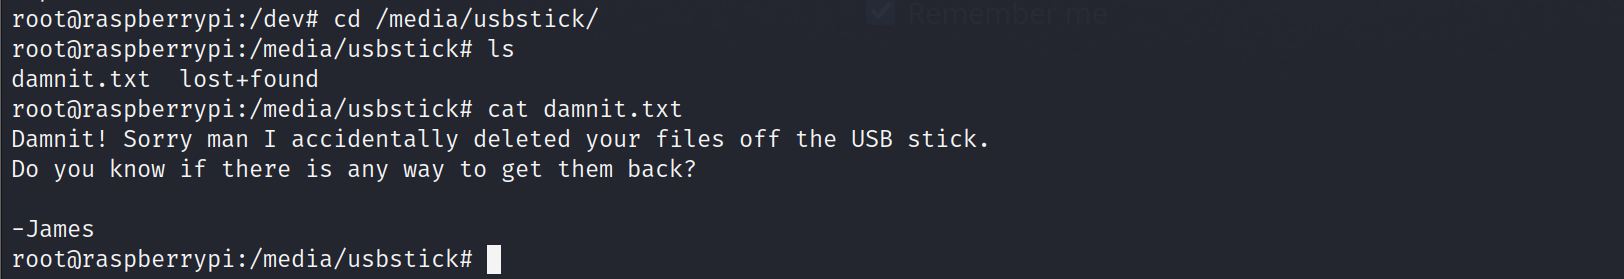 Remember me
root@raspberrypi:/dev# cd /media/usbstick/
root@raspberrypi:/media/usbstick# ls
damnit.txt  lost+found
root@raspberrypi:/media/usbstick# cat damnit.txt
Damnit! Sorry man I accidentally deleted your files off the USB stick.
Do you know if there is any way to get them back?

-James
root@raspberrypi:/media/usbstick#